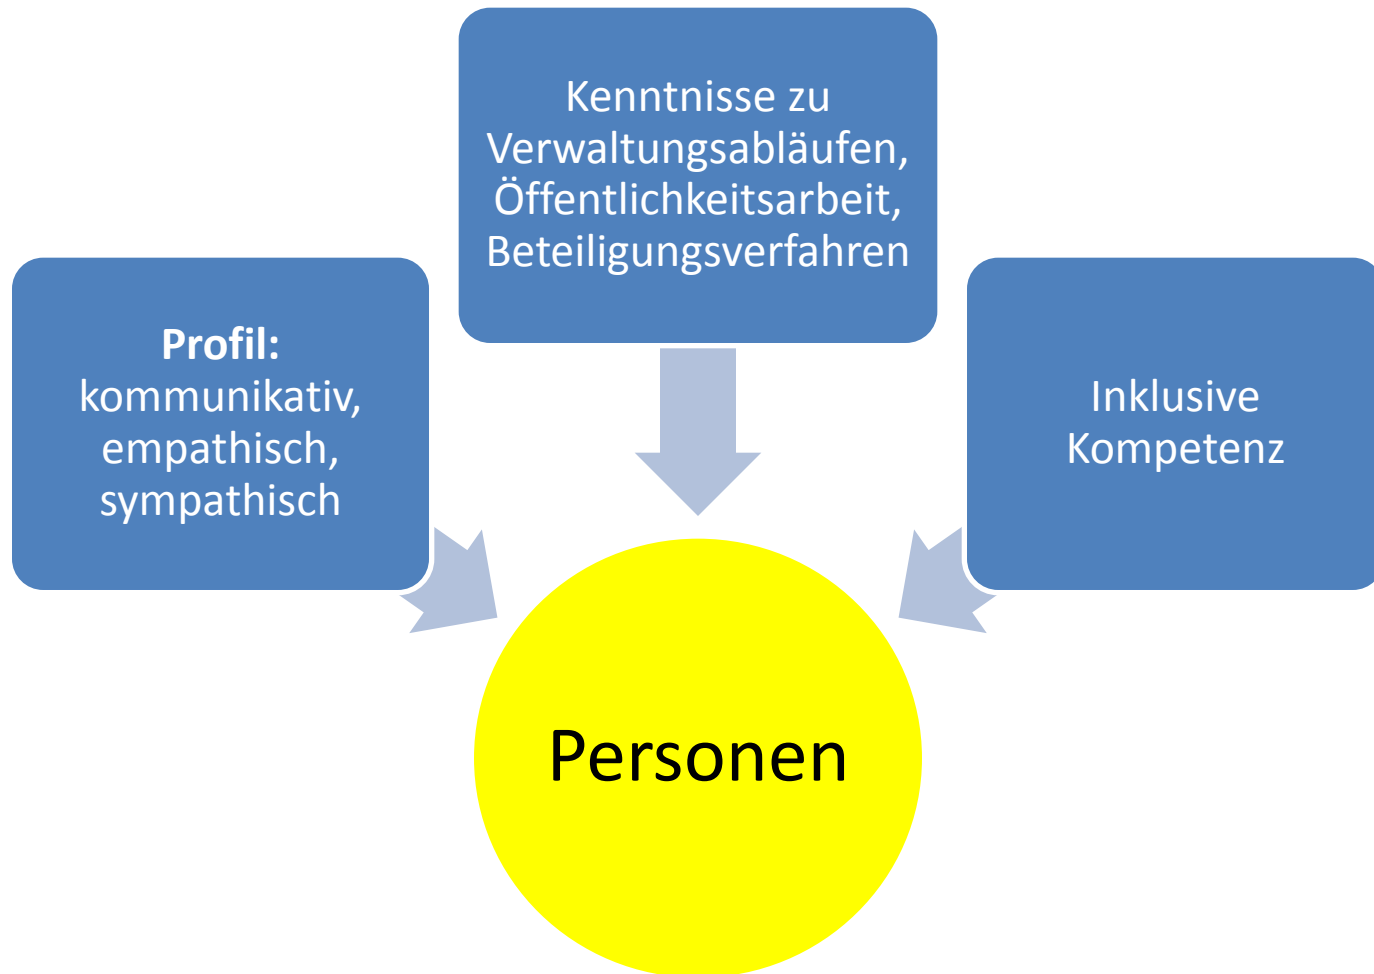 Kenntnisse zu
Verwaltungsabläufen,
Öffentlichkeitsarbeit,
Beteiligungsverfahren
Profil:
kommunikativ,
empathisch,
sympathisch
Inklusive
Kompetenz
Personen